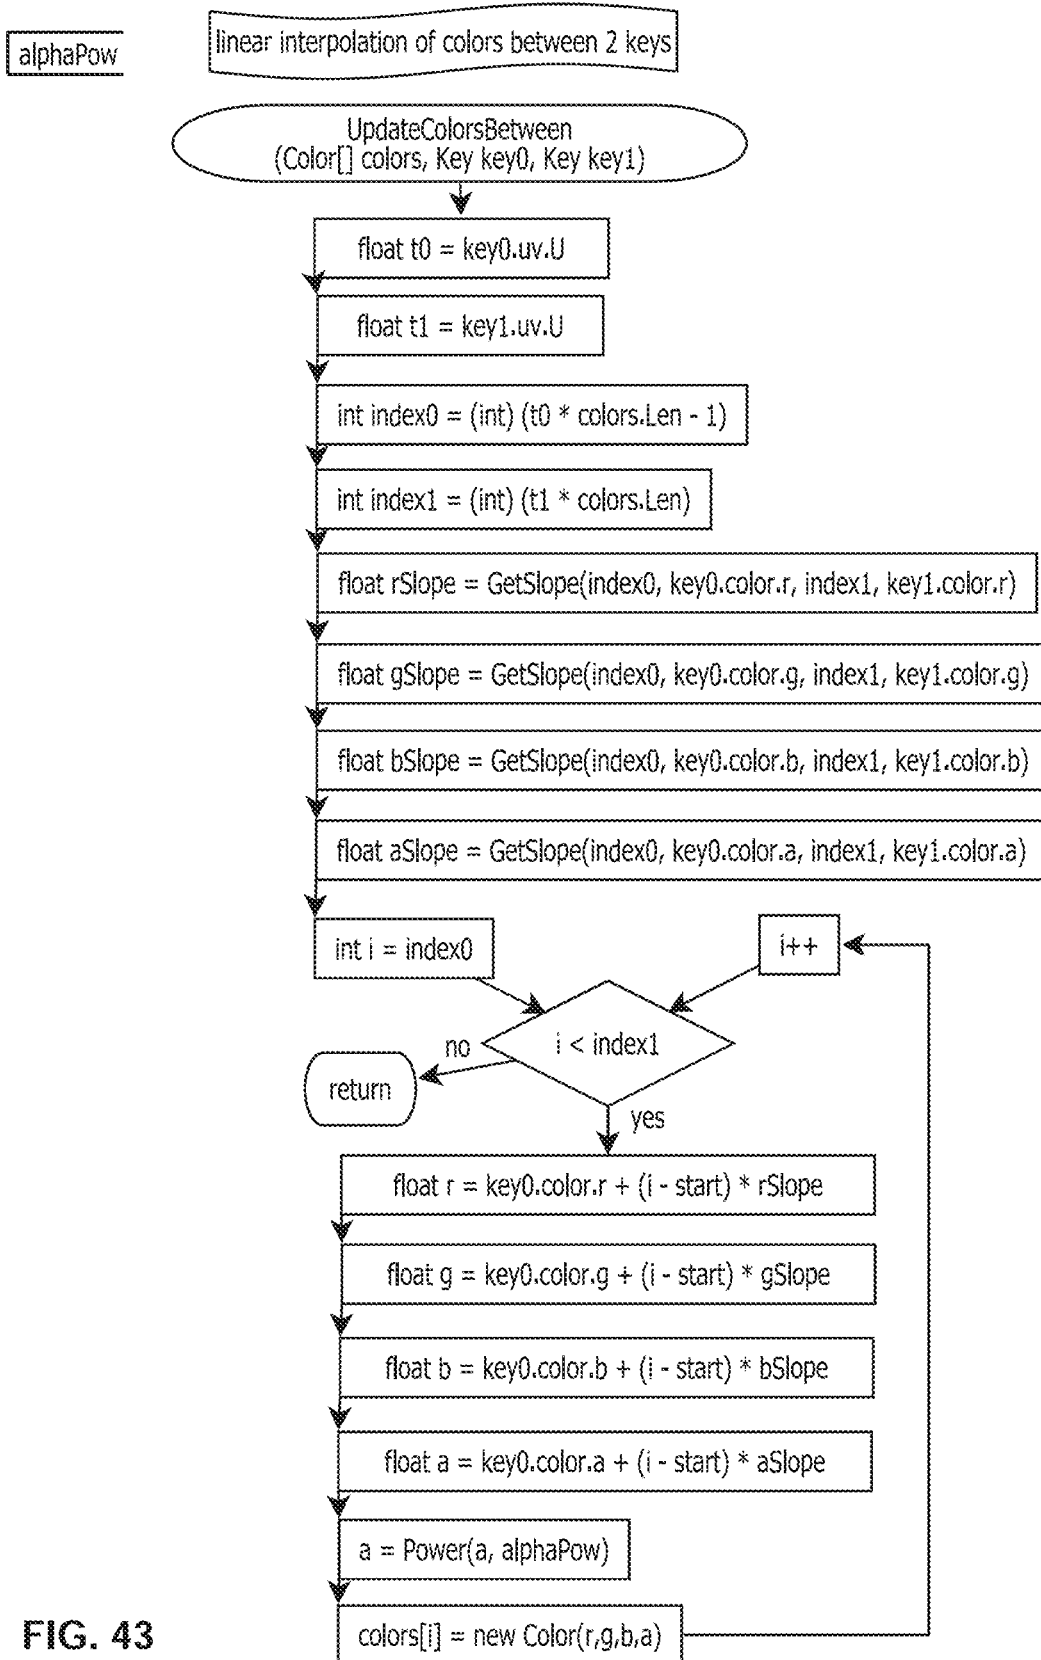 alphaPow
linear interpolation of colors between 2 keys
UpdateColorsBetween
(Color[] colors, Key key0, Key key1)
float t0 = key0.uv.U
float t1 = key1.uv.U
int index0 = (int) (t0 * colors.Len - 1)
int index1 = (int) (t1 * colors.Len)
float rSlope = GetSlope(index0, key0.color.r, index1, key1.color.r)
float gSlope = GetSlope(index0, key0.color.g, index1, key1.color.g)
float bSlope = GetSlope(index0, key0.color.b, index1, key1.color.b)
float aSlope = GetSlope(index0, key0.color.a, index1, key1.color.a)
int i = index0
i++
i < index1
no
return
yes
float r = key0.color.r + (i - start) * rSlope
float g = key0.color.g + (i - start) * gSlope
float b = key0.color.b + (i - start) * bSlope
float a = key0.color.a + (i - start) * aSlope
a = Power(a, alphaPow)
colors[i] = new Color(r,g,b,a)
FIG. 43